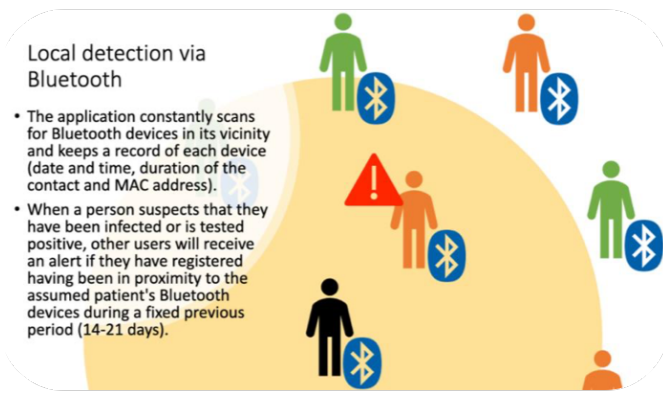 Local detection via
Bluetooth
• The application constantly scans
for Bluetooth devices in its vicinity
and keeps a record of each device
(date and time, duration of the
contact and MAC address).
• When a person suspects that they
have been infected or is tested
positive, other users will receive
an alert if they have registered
having been in proximity to the
assumed patient's Bluetooth
devices during a fixed previous
period (14-21 days).